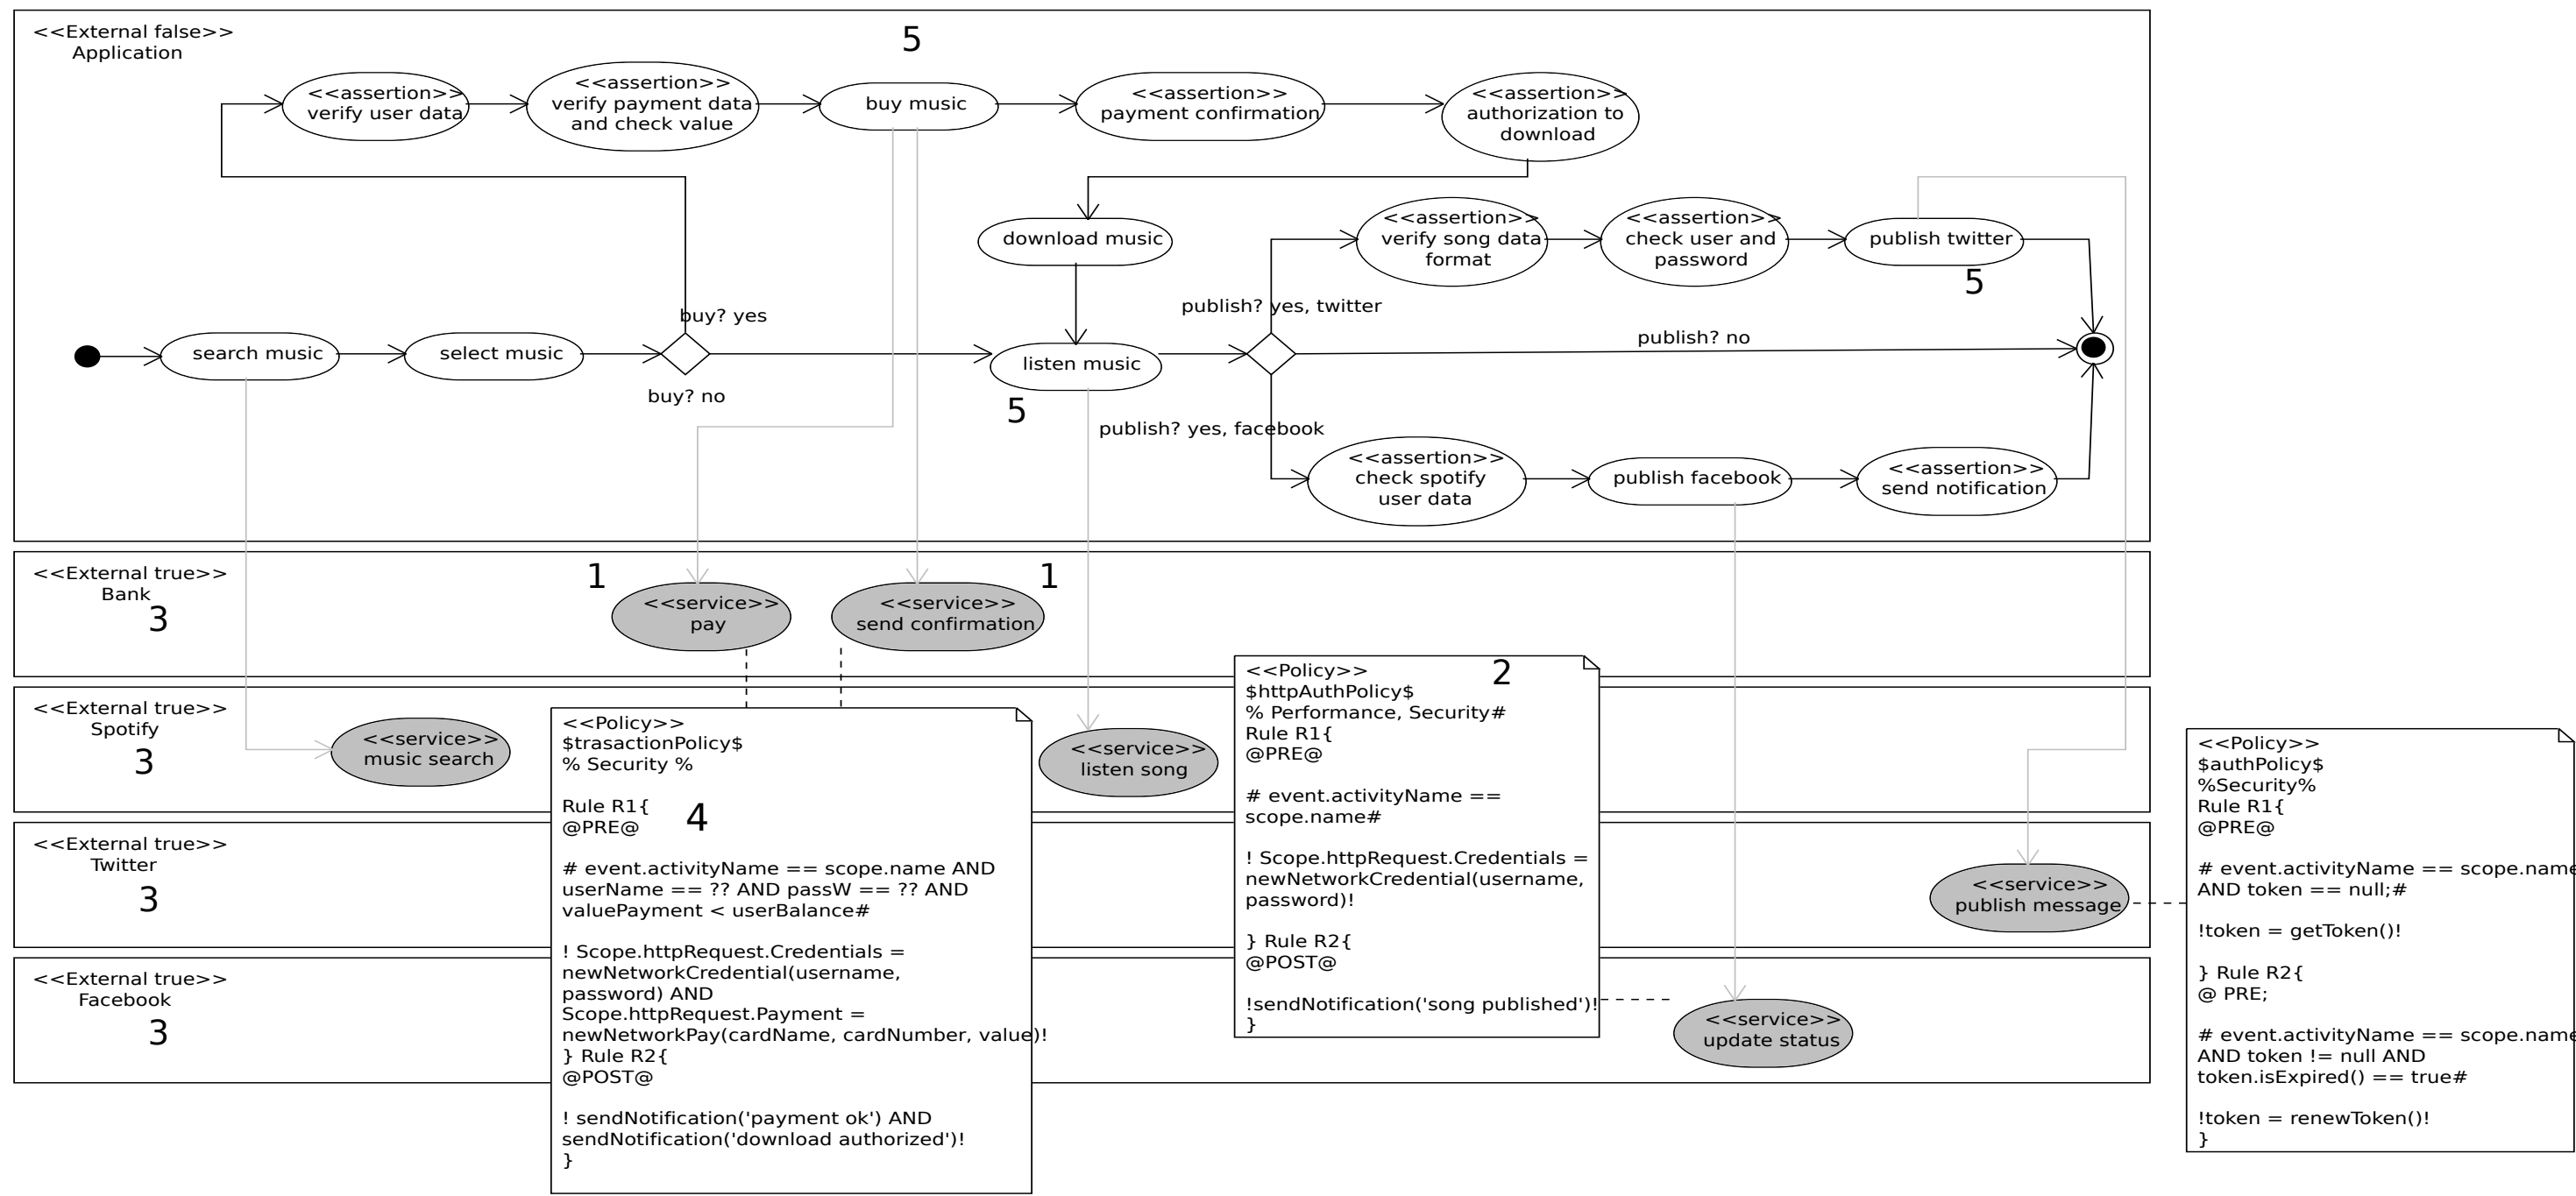 <<External false>>
Application
5
<<assertion>>
verify user data
<<assertion>>
verify payment data
and check value
buy music
<<assertion>>
payment confirmation
<<assertion>>
authorization to
download
download music
<<assertion>>
verify song data
format
<<assertion>>
check user and
password
publish twitter
5
buy? yes
publish? yes, twitter
search music
select music
listen music
publish? no
buy? no
5
publish? yes, facebook
<<assertion>>
check spotify
user data
publish facebook
<<assertion>>
send notification
<<External true>>
Bank
3
1
<<service>>
pay
<<service>>
send confirmation
1
<<External true>>
Spotify
3
<<service>>
music search
<<service>>
listen song
<<External true>>
Twitter
3
<<service>>
publish message
<<External true>>
Facebook
3
<<service>>
update status
<<Policy>>
$trasactionPolicy$
% Security %
Rule R1{
@PRE@
4
# event.activityName == scope.name AND
userName == ?? AND passW == ?? AND
valuePayment < userBalance#
! Scope.httpRequest.Credentials =
newNetworkCredential(username,
password) AND
Scope.httpRequest.Payment =
newNetworkPay(cardName, cardNumber, value)!
} Rule R2{
@POST@
! sendNotification('payment ok') AND
sendNotification('download authorized')!
}
<<Policy>>
2
$httpAuthPolicy$
% Performance, Security#
Rule R1{
@PRE@
# event.activityName ==
scope.name#
! Scope.httpRequest.Credentials =
newNetworkCredential(username,
password)!
} Rule R2{
@POST@
!sendNotification('song published')!
}
<<Policy>>
$authPolicy$
%Security%
Rule R1{
@PRE@
# event.activityName == scope.name
AND token == null;#
!token = getToken()!
} Rule R2{
@ PRE;
# event.activityName == scope.name
AND token != null AND
token.isExpired() == true#
!token = renewToken()!
}